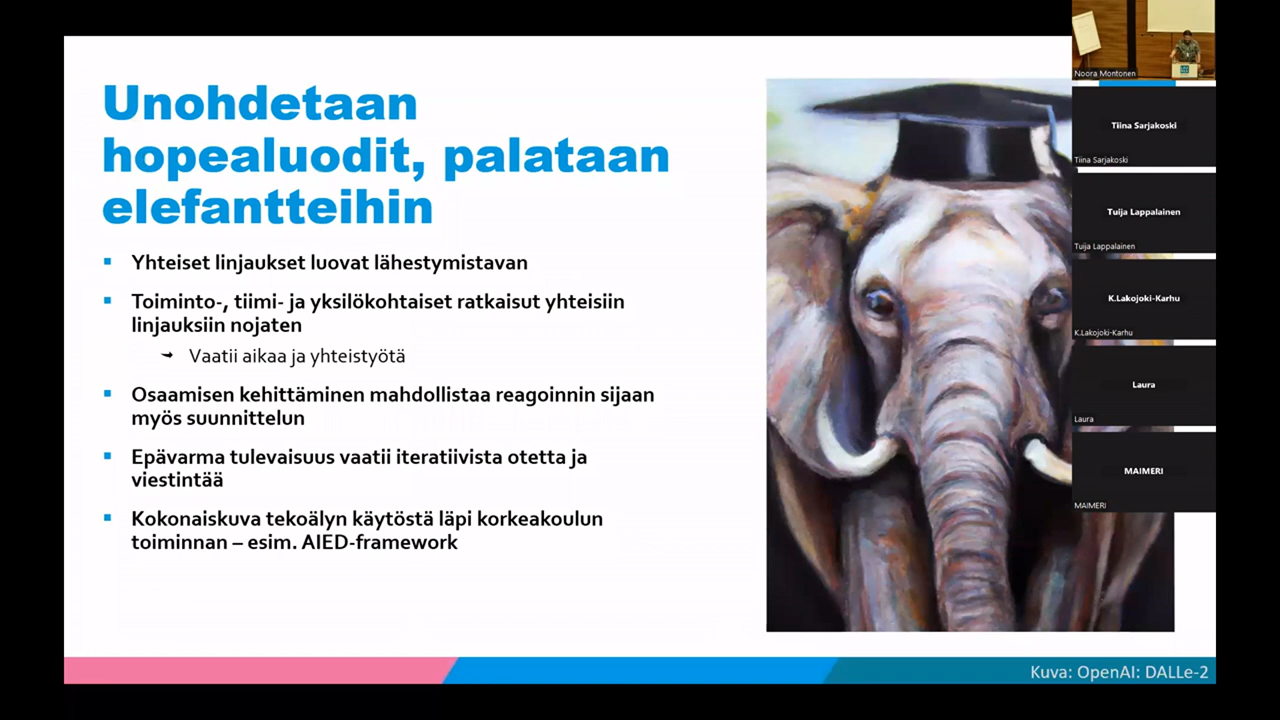 Unohdetaan
hopealuodit, palataan
elefantteihin
Yhteiset linjaukset luovat lähestymistavan
Toiminto-, tiimi- ja yksilökohtaiset ratkaisut yhteisiin
linjauksiin nojaten
Vaatii aikaa ja yhteistyötä
Osaamisen kehittäminen mahdollistaa reagoinnin sijaan
myös suunnittelun
Epävarma tulevaisuus vaatii iteratiivista otetta ja
viestintää
Kokonaiskuva tekoälyn käytöstä läpi korkeakoulun
toiminnan – esim. AIED-framework
Kuva: OpenAI: DALLe-2
Noora Montonen
Tiina Sarjakoski
Tiina Sarjakoski
Tuija Lappalainen
Tuija Lappalainen
K.Lakojoki-Karhu
K.Lakojoki-Karhu
Laura
Laura
MAIMERI
MAIMERI